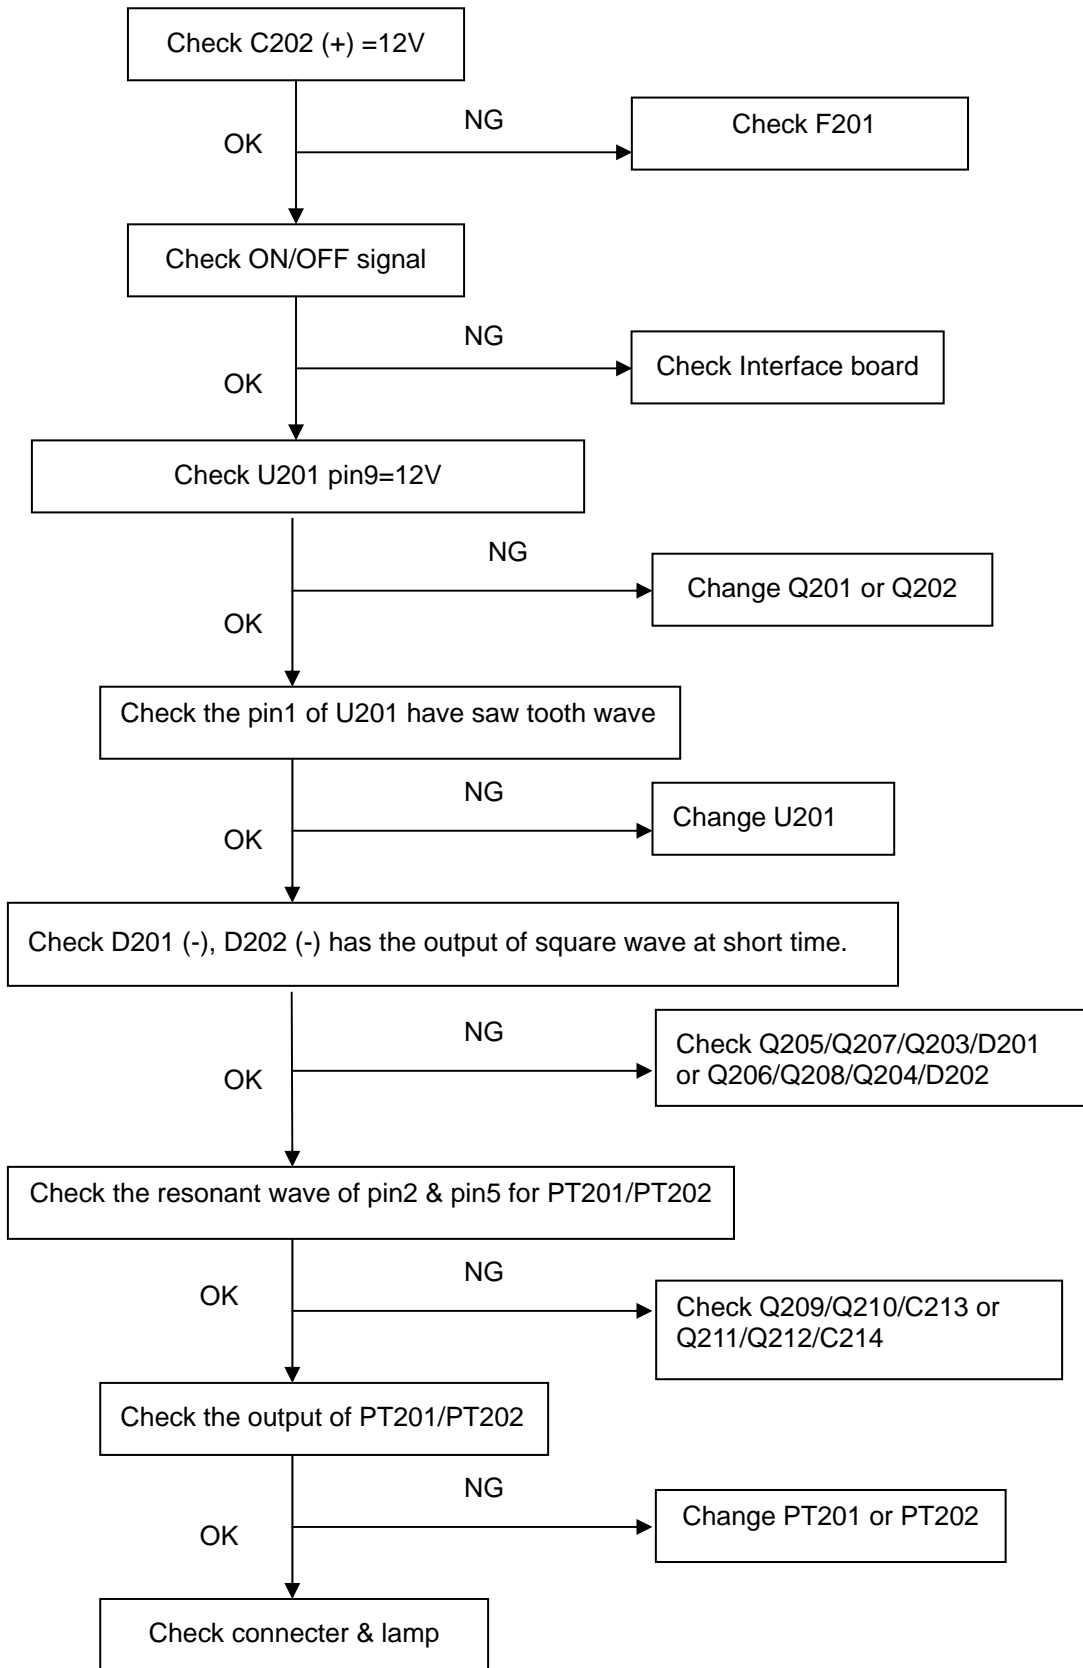 Check C202 (+) =12V
NG
OK
Check F201
Check ON/OFF signal
NG
OK
Check Interface board
Check U201 pin9=12V
NG
OK
Change Q201 or Q202
Check the pin1 of U201 have saw tooth wave
NG
OK
Change U201
Check D201 (-), D202 (-) has the output of square wave at short time.
NG
OK
Check Q205/Q207/Q203/D201
or Q206/Q208/Q204/D202
Check the resonant wave of pin2 & pin5 for PT201/PT202
NG
OK
Check Q209/Q210/C213 or
Q211/Q212/C214
Check the output of PT201/PT202
NG
OK
Change PT201 or PT202
Check connecter & lamp